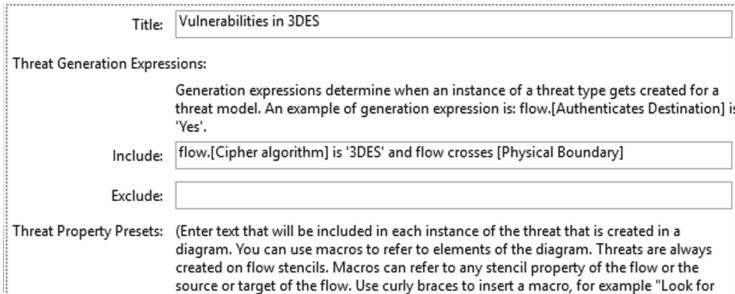 Title: Vulnerabilities in 3DES
Threat Generation Expressions:
Generation expressions determine when an instance of a threat type gets created for a
threat model. An example of generation expression is: flow.[Authenticates Destination] is
'Yes'.
Include: flow.[Cipher algorithm] is '3DES' and flow crosses [Physical Boundary]
Exclude:
Threat Property Presets: (Enter text that will be included in each instance of the threat that is created in a
diagram. You can use macros to refer to elements of the diagram. Threats are always
created on flow stencils. Macros can refer to any stencil property of the flow or the
source or target of the flow. Use curly braces to insert a macro, for example "Look for